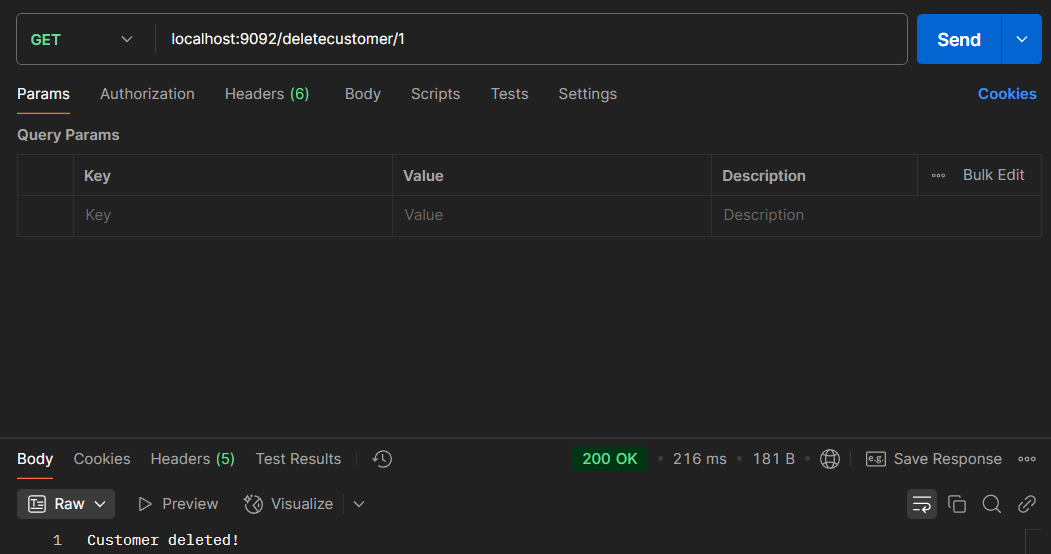 GET localhost:9092/deletecustomer/1 Send
Params Authorization Headers (6) Body Scripts Tests Settings Cookies
Query Params
Key Value Description Bulk Edit
Key Value Description
Body Cookies Headers (5) Test Results 200 OK • 216 ms • 181 B • e.g. Save Response
Raw Preview Visualize
1 Customer deleted!